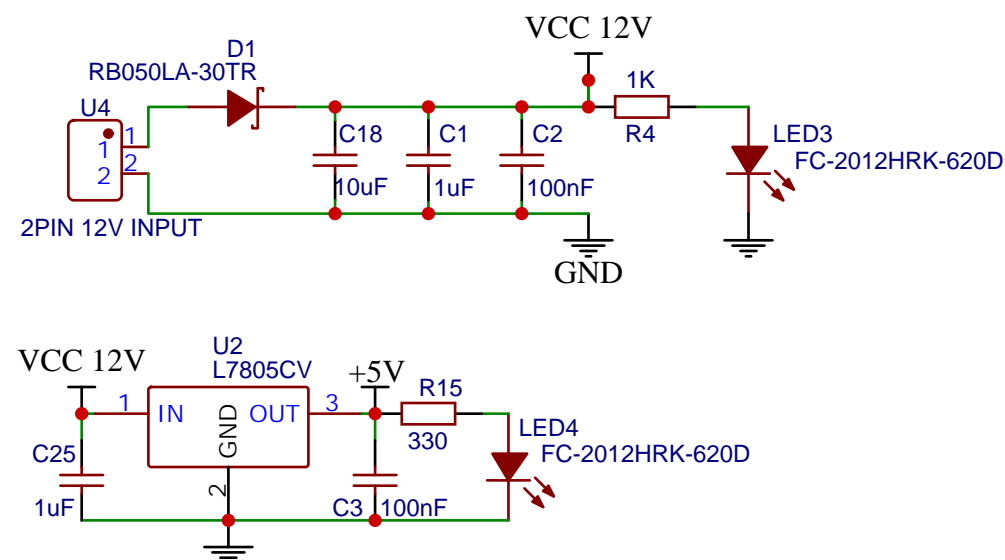 VCC 12V
D1
RB050LA-30TR
U4
1
1
2
2
2PIN 12V INPUT
C18
10uF
C1
1uF
C2
100nF
1K
R4
LED3
FC-2012HRK-620D
GND
VCC 12V
U2
L7805CV
+5V
R15
1
IN
GND
OUT
3
330
LED4
FC-2012HRK-620D
C25
1uF
2
C3
100nF